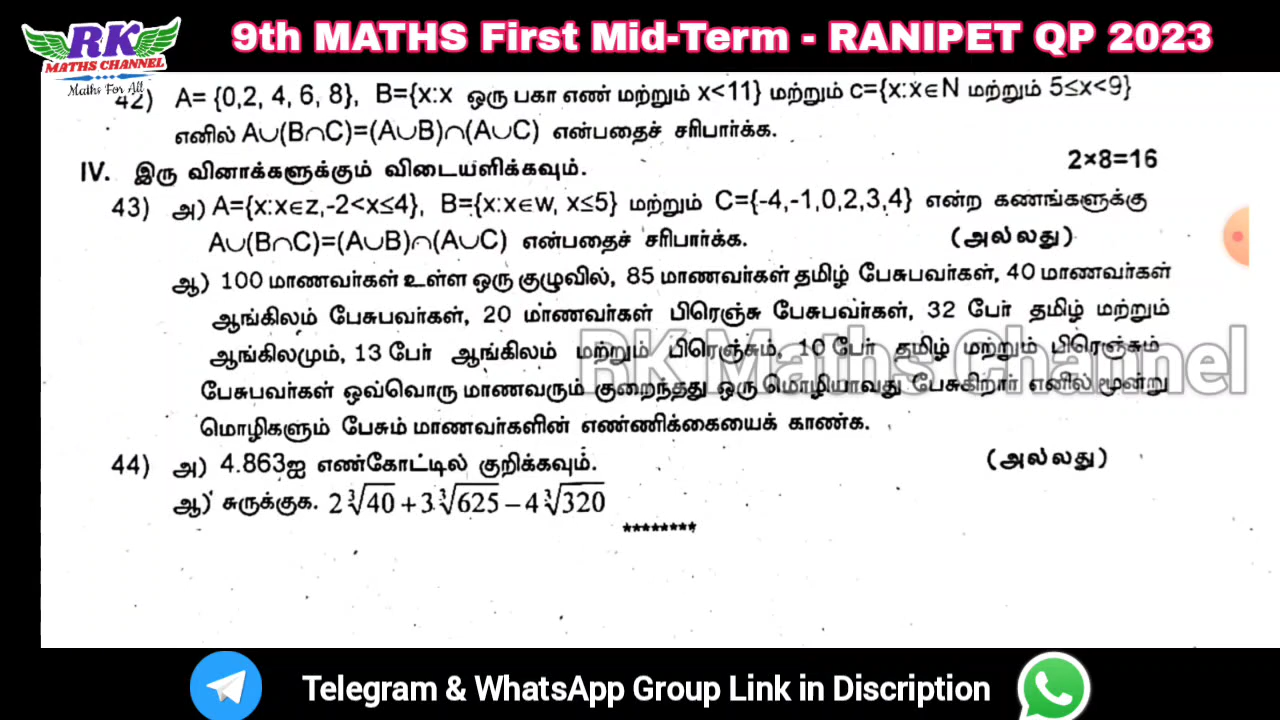 RK
MATHS CHANNEL
Maths For All
9th MATHS First Mid-Term - RANIPET QP 2023
42) A= {0,2, 4, 6, 8}, B={x:x ஒரு பகா எண் மற்றும் x<11} மற்றும் c={x:x∈N மற்றும் 5≤x<9}
எனில் A∪(B∩C)=(A∪B)∩(A∪C) என்பதைச் சரிபார்க்க.
IV. இரு வினாக்களுக்கும் விடையளிக்கவும். 2×8=16
43) அ) A={x:x∈z,-2<x≤4}, B={x:x∈w, x≤5} மற்றும் C={-4,-1,0,2,3,4} என்ற கணங்களுக்கு
A∪(B∩C)=(A∪B)∩(A∪C) என்பதைச் சரிபார்க்க. (அல்லது)
ஆ) 100 மாணவர்கள் உள்ள ஒரு குழுவில், 85 மாணவர்கள் தமிழ் பேசுபவர்கள், 40 மாணவர்கள்
ஆங்கிலம் பேசுபவர்கள், 20 மாணவர்கள் பிரெஞ்சு பேசுபவர்கள், 32 பேர் தமிழ் மற்றும்
ஆங்கிலமும், 13 பேர் ஆங்கிலம் மற்றும் பிரெஞ்சும், 10 பேர் தமிழ் மற்றும் பிரெஞ்சும்
பேசுபவர்கள் ஒவ்வொரு மாணவரும் குறைந்தது ஒரு மொழியாவது பேசுகிறார் எனில் மூன்று
மொழிகளும் பேசும் மாணவர்களின் எண்ணிக்கையைக் காண்க.
44) அ) 4.863ஐ எண்கோட்டில் குறிக்கவும். (அல்லது)
ஆ) சுருக்குக. 2∛40 + 3∛625 − 4∛320
********
RK Maths Channel
Telegram & WhatsApp Group Link in Discription